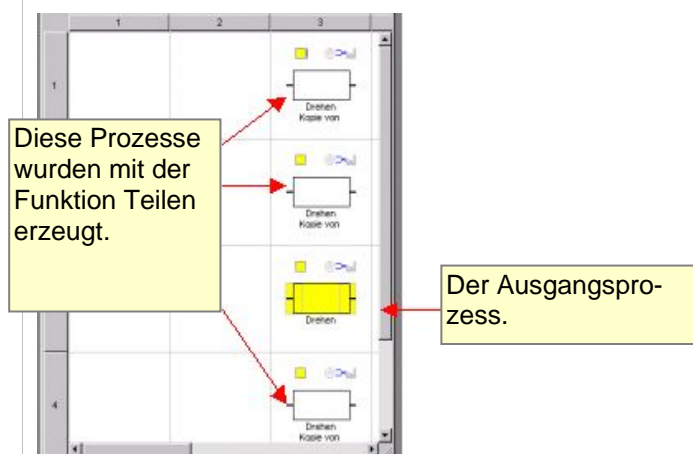 1 2 3
1
Drehen
Kopie von
Diese Prozesse
wurden mit der
Funktion Teilen
erzeugt.
Drehen
Kopie von
Drehen
Der Ausgangspro-
zess.
4
Drehen
Kopie von